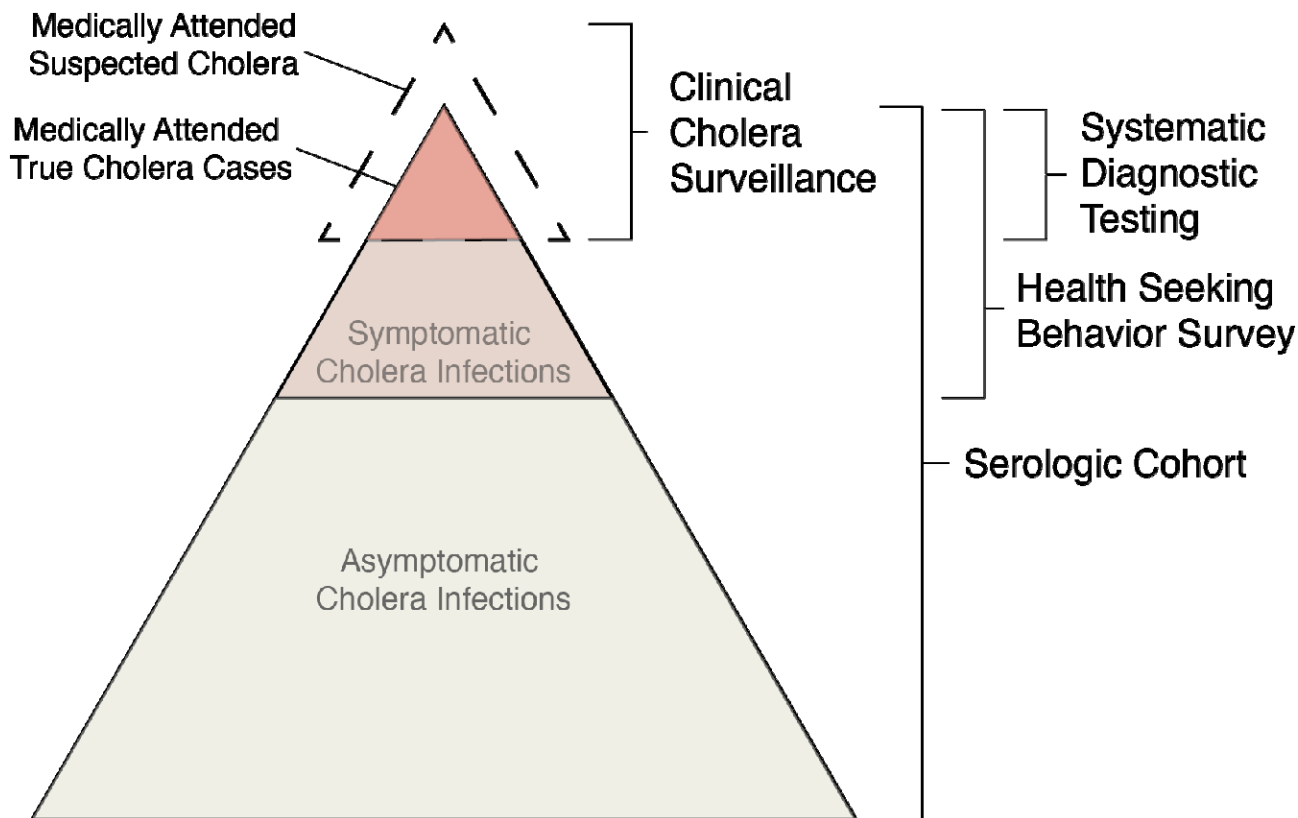 Medically Attended
Suspected Cholera
Medically Attended
True Cholera Cases
Clinical
Cholera
Surveillance
Systematic
Diagnostic
Testing
Health Seeking
Behavior Survey
Symptomatic
Cholera Infections
Serologic Cohort
Asymptomatic
Cholera Infections